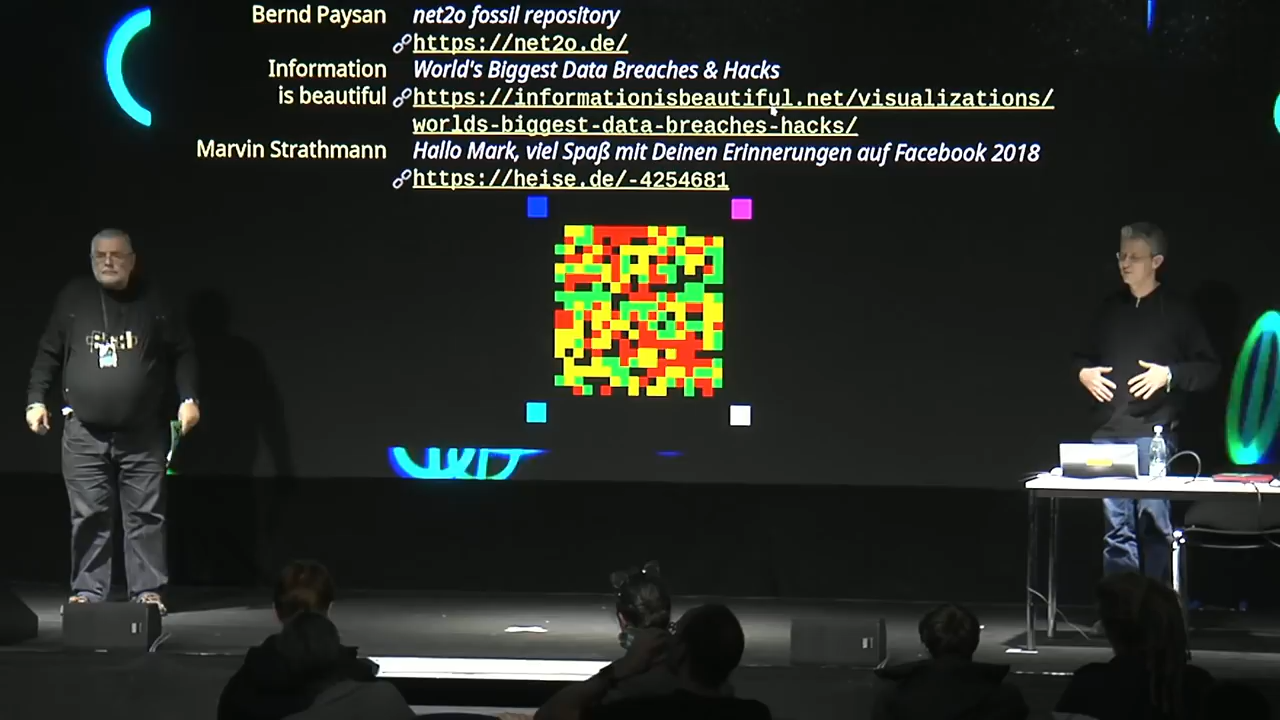 Bernd Paysan net2o fossil repository
https://net2o.de/
Information World's Biggest Data Breaches & Hacks
is beautiful https://informationisbeautiful.net/visualizations/
worlds-biggest-data-breaches-hacks/
Marvin Strathmann Hallo Mark, viel Spaß mit Deinen Erinnerungen auf Facebook 2018
https://heise.de/-4254681